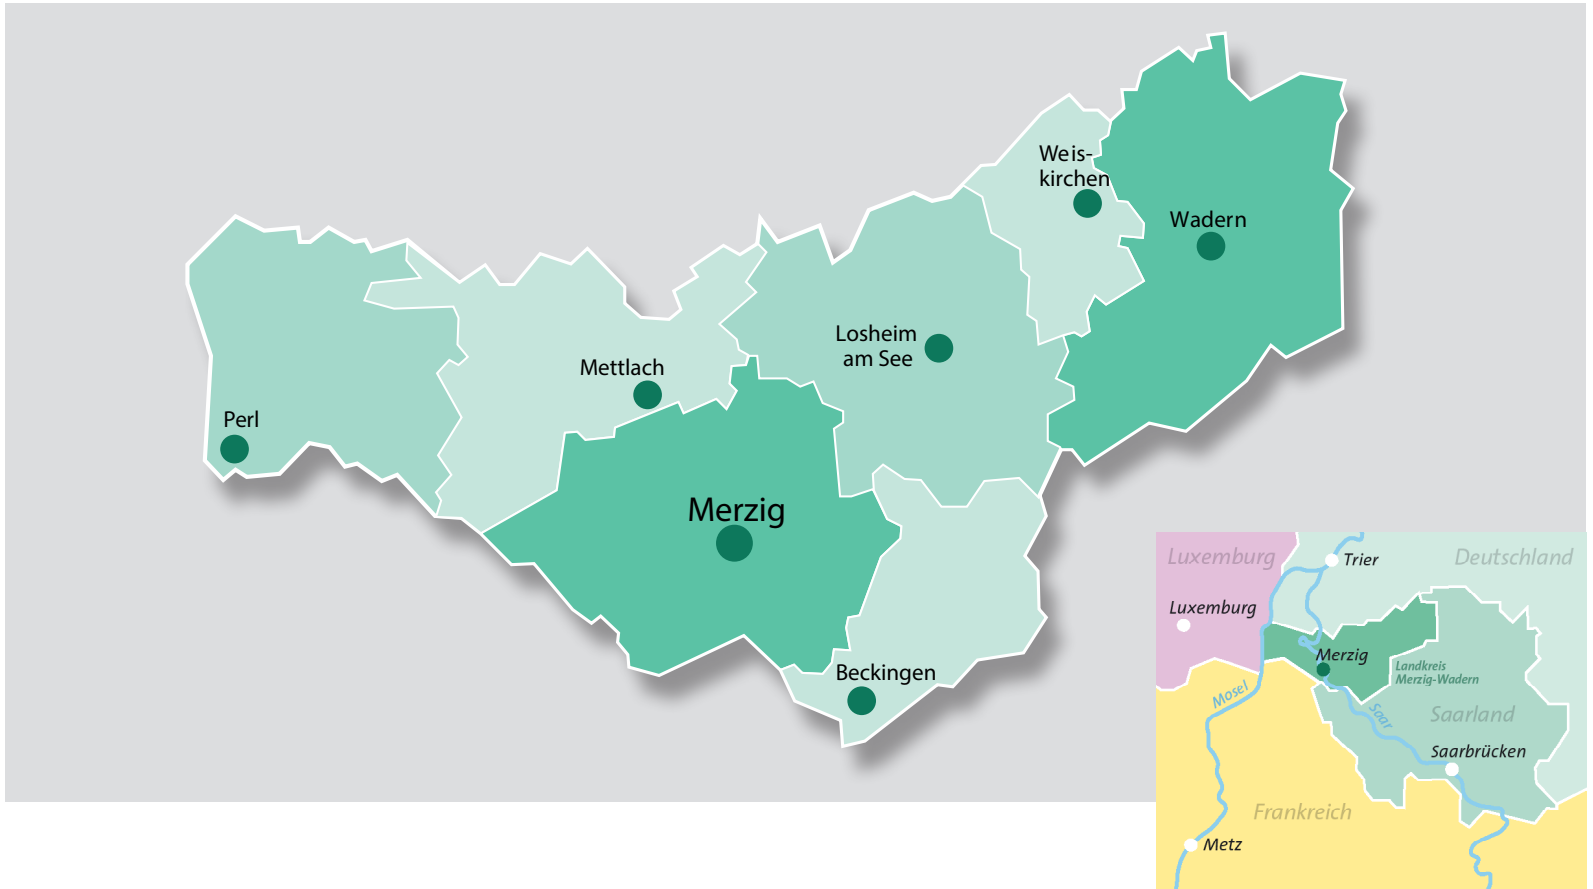 Weis-
kirchen
Wadern
Losheim
am See
Mettlach
Perl
Merzig
Beckingen
Luxemburg
Deutschland
Trier
Luxemburg
Merzig
Landkreis
Merzig-Wadern
Mosel
Saar
Saarland
Saarbrücken
Frankreich
Metz